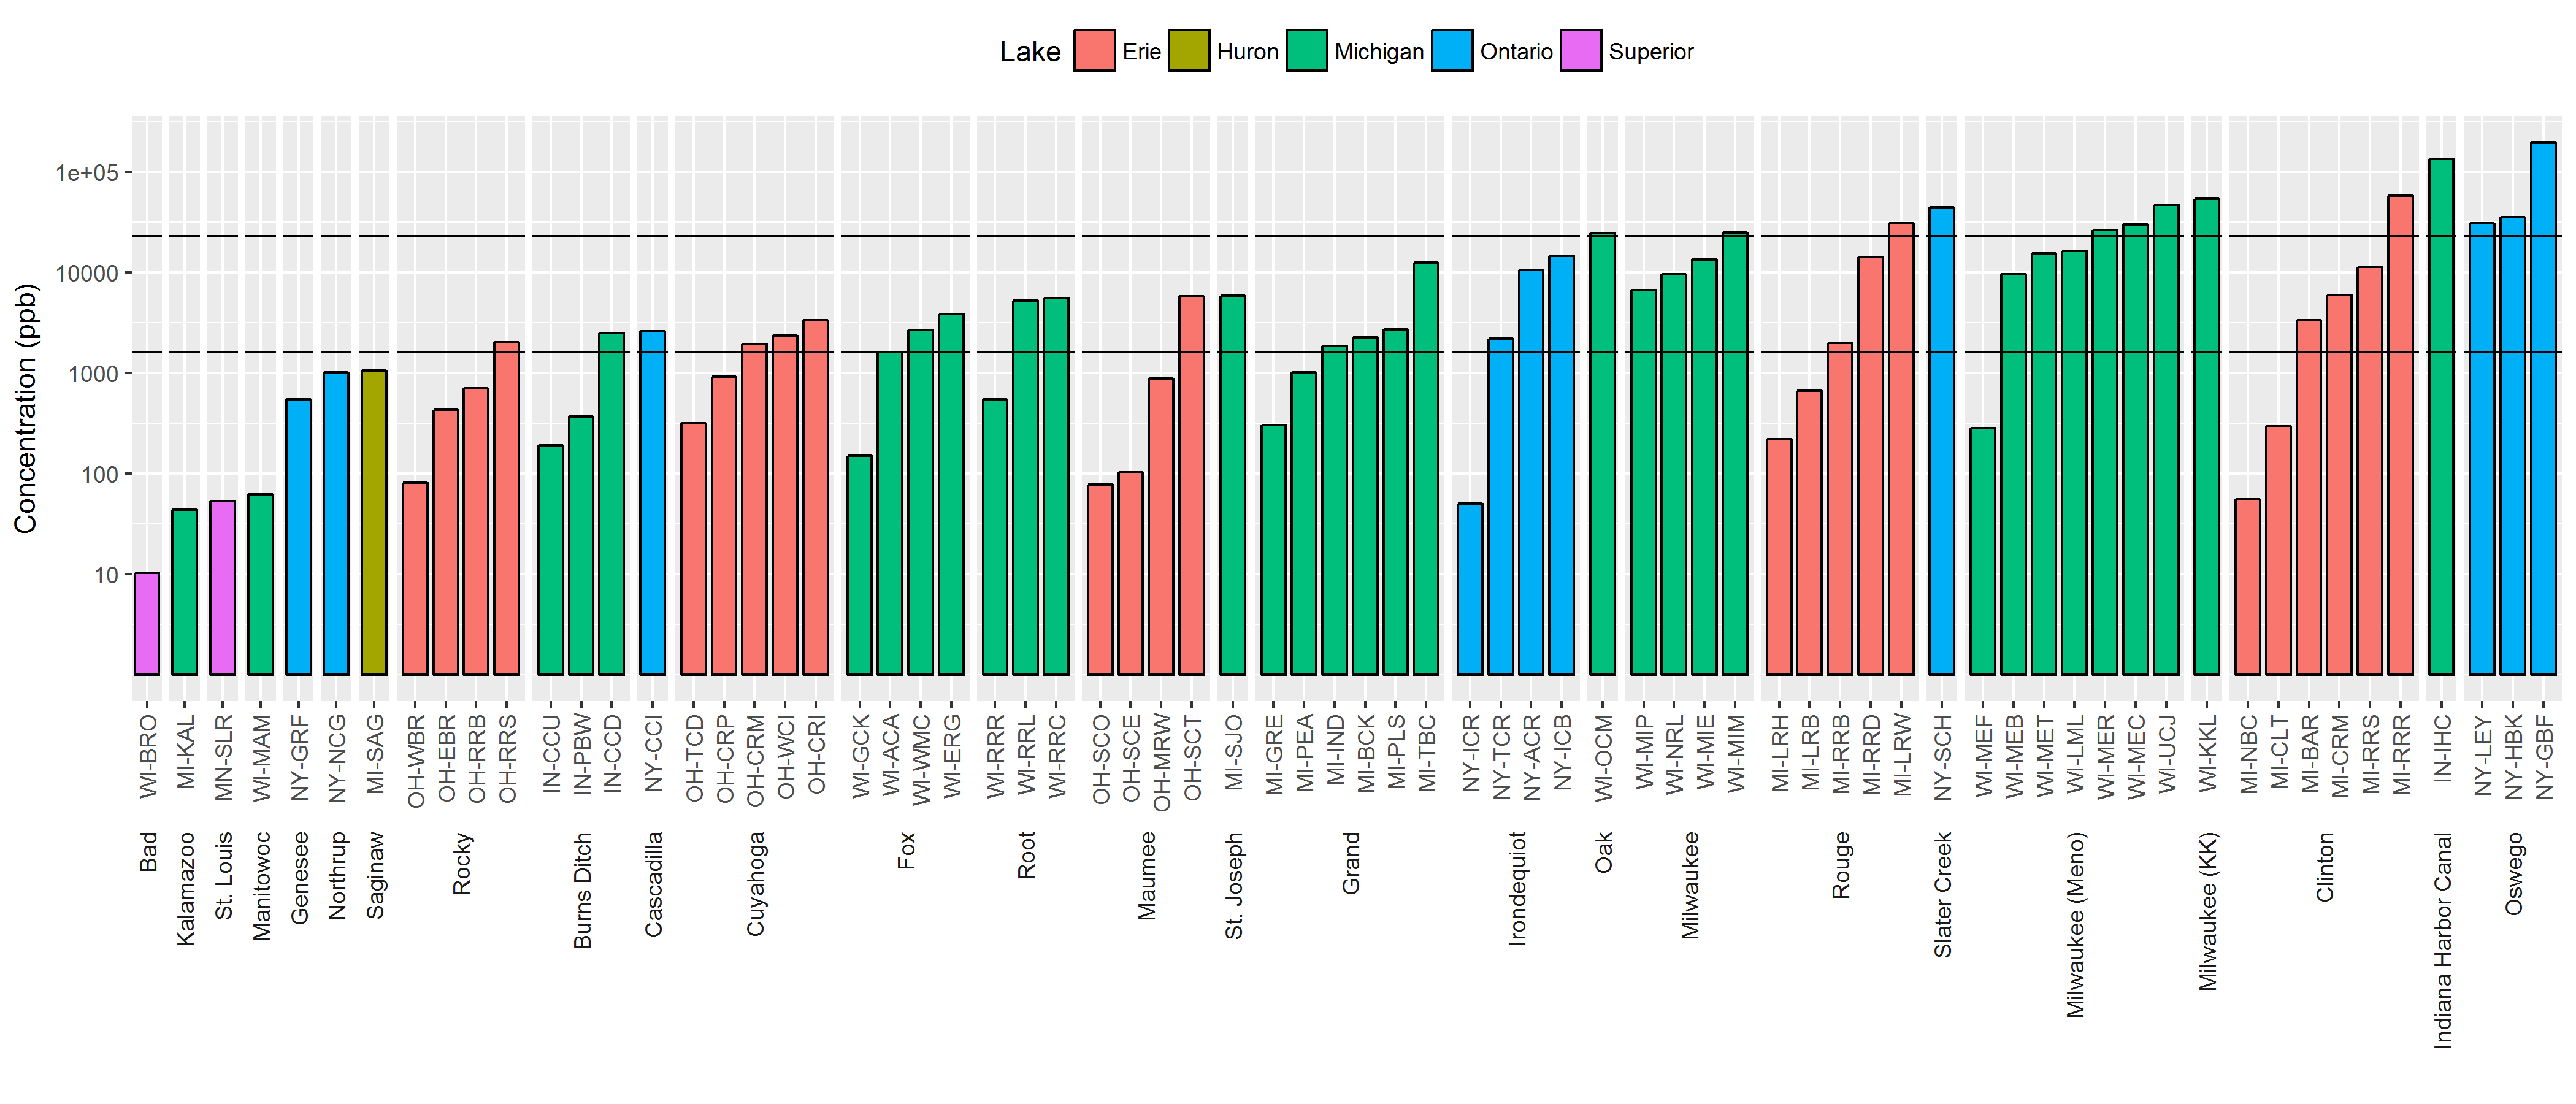 Lake Erie Huron Michigan Ontario Superior
Concentration (ppb)
1e+05
10000
1000
100
10
WI-BRO
MI-KAL
MN-SLR
WI-MAM
NY-GRF
NY-NCG
MI-SAG
OH-WBR
OH-EBR
OH-RRB
OH-RRS
IN-CCU
IN-PBW
IN-CCD
NY-CCI
OH-TCD
OH-CRP
OH-CRM
OH-WCI
OH-CRI
WI-GCK
WI-ACA
WI-WMC
WI-ERG
WI-RRR
WI-RRL
WI-RRC
OH-SCO
OH-SCE
OH-MRW
OH-SCT
MI-SJO
MI-GRE
MI-PEA
MI-IND
MI-BCK
MI-PLS
MI-TBC
NY-ICR
NY-TCR
NY-ACR
NY-ICB
WI-OCM
WI-MIP
WI-NRL
WI-MIE
WI-MIM
MI-LRH
MI-LRB
MI-RRB
MI-RRD
MI-LRW
NY-SCH
WI-MEF
WI-MEB
WI-MET
WI-LML
WI-MER
WI-MEC
WI-UCJ
WI-KKL
MI-NBC
MI-CLT
MI-BAR
MI-CRM
MI-RRS
MI-RRR
IN-IHC
NY-LEY
NY-HBK
NY-GBF
Bad
Kalamazoo
St. Louis
Manitowoc
Genesee
Northrup
Saginaw
Rocky
Burns Ditch
Cascadilla
Cuyahoga
Fox
Root
Maumee
St. Joseph
Grand
Irondequiot
Oak
Milwaukee
Rouge
Slater Creek
Milwaukee (Meno)
Milwaukee (KK)
Clinton
Indiana Harbor Canal
Oswego